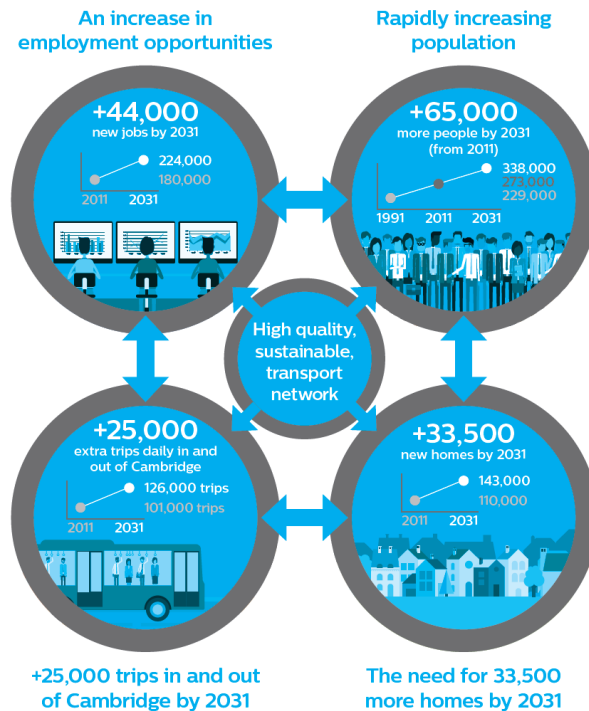 An increase in
employment opportunities
Rapidly increasing
population
+44,000
new jobs by 2031
224,000
180,000
2011 2031
+65,000
more people by 2031
(from 2011)
338,000
273,000
229,000
1991 2011 2031
High quality,
sustainable,
transport
network
+25,000
extra trips daily in and
out of Cambridge
126,000 trips
101,000 trips
2011 2031
+33,500
new homes by 2031
143,000
110,000
2011 2031
+25,000 trips in and out
of Cambridge by 2031
The need for 33,500
more homes by 2031